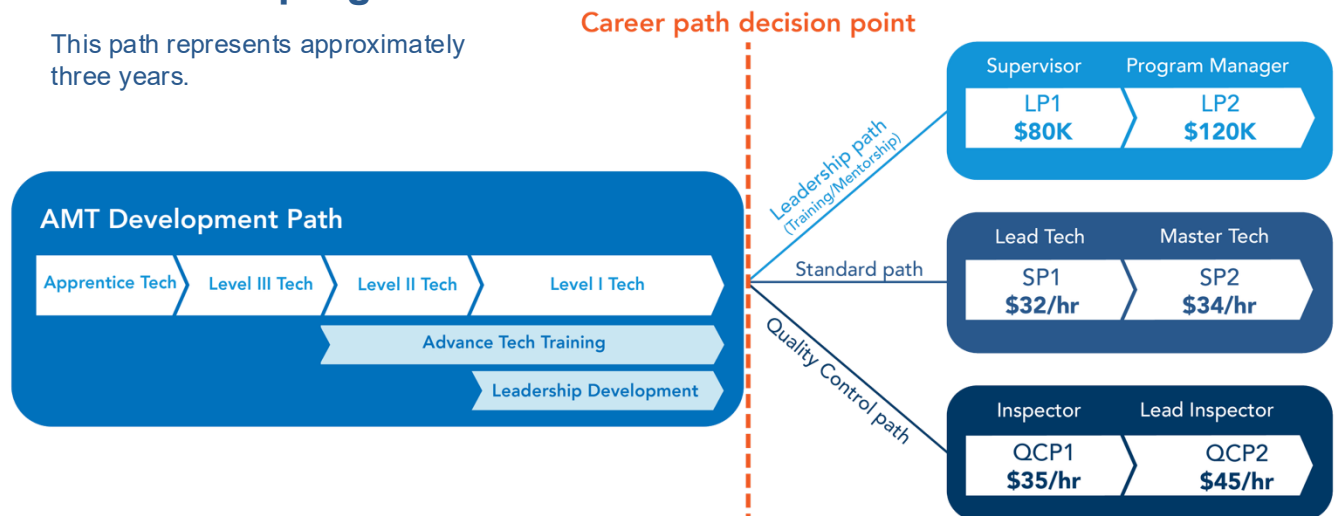 This path represents approximately
three years.
Career path decision point
AMT Development Path
Apprentice Tech
Level III Tech
Level II Tech
Level I Tech
Advance Tech Training
Leadership Development
Leadership path
(Training/Mentorship)
Standard path
Quality Control path
Supervisor
Program Manager
LP1
$80K
LP2
$120K
Lead Tech
Master Tech
SP1
$32/hr
SP2
$34/hr
Inspector
Lead Inspector
QCP1
$35/hr
QCP2
$45/hr